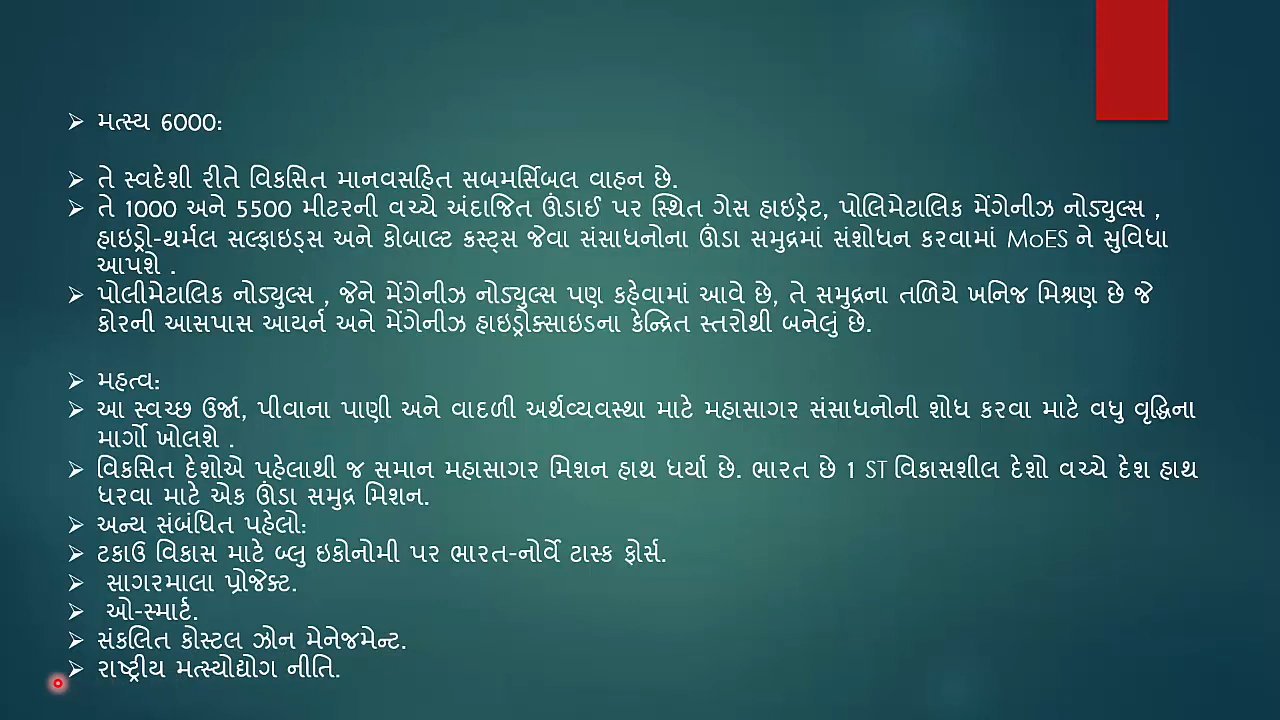 મત્સ્ય 6000:
તે સ્વદેશી રીતે વિકસિત માનવસહિત સબમર્સિબલ વાહન છે.
તે 1000 અને 5500 મીટરની વચ્ચે અંદાજિત ઊંડાઈ પર સ્થિત ગેસ હાઇડ્રેટ, પોલિમેટાલિક મેંગેનીઝ નોડ્યુલ્સ ,
હાઇડ્રો-થર્મલ સલ્ફાઇડ્સ અને કોબાલ્ટ ક્રસ્ટ્સ જેવા સંસાધનોના ઊંડા સમુદ્રમાં સંશોધન કરવામાં MoES ને સુવિધા
આપશે .
પોલીમેટાલિક નોડ્યુલ્સ , જેને મેંગેનીઝ નોડ્યુલ્સ પણ કહેવામાં આવે છે, તે સમુદ્રના તળિયે ખનિજ મિશ્રણ છે જે
કોરની આસપાસ આયર્ન અને મેંગેનીઝ હાઇડ્રોક્સાઇડના કેન્દ્રિત સ્તરોથી બનેલું છે.
મહત્વ:
આ સ્વચ્છ ઉર્જા, પીવાના પાણી અને વાદળી અર્થવ્યવસ્થા માટે મહાસાગર સંસાધનોની શોધ કરવા માટે વધુ વૃદ્ધિના
માર્ગો ખોલશે .
વિકસિત દેશોએ પહેલાથી જ સમાન મહાસાગર મિશન હાથ ધર્યા છે. ભારત છે 1 ST વિકાસશીલ દેશો વચ્ચે દેશ હાથ
ધરવા માટે એક ઊંડા સમુદ્ર મિશન.
અન્ય સંબંધિત પહેલો:
ટકાઉ વિકાસ માટે બ્લુ ઇકોનોમી પર ભારત-નોર્વે ટાસ્ક ફોર્સ.
સાગરમાલા પ્રોજેક્ટ.
ઓ-સ્માર્ટ.
સંકલિત કોસ્ટલ ઝોન મેનેજમેન્ટ.
રાષ્ટ્રીય મત્સ્યોદ્યોગ નીતિ.